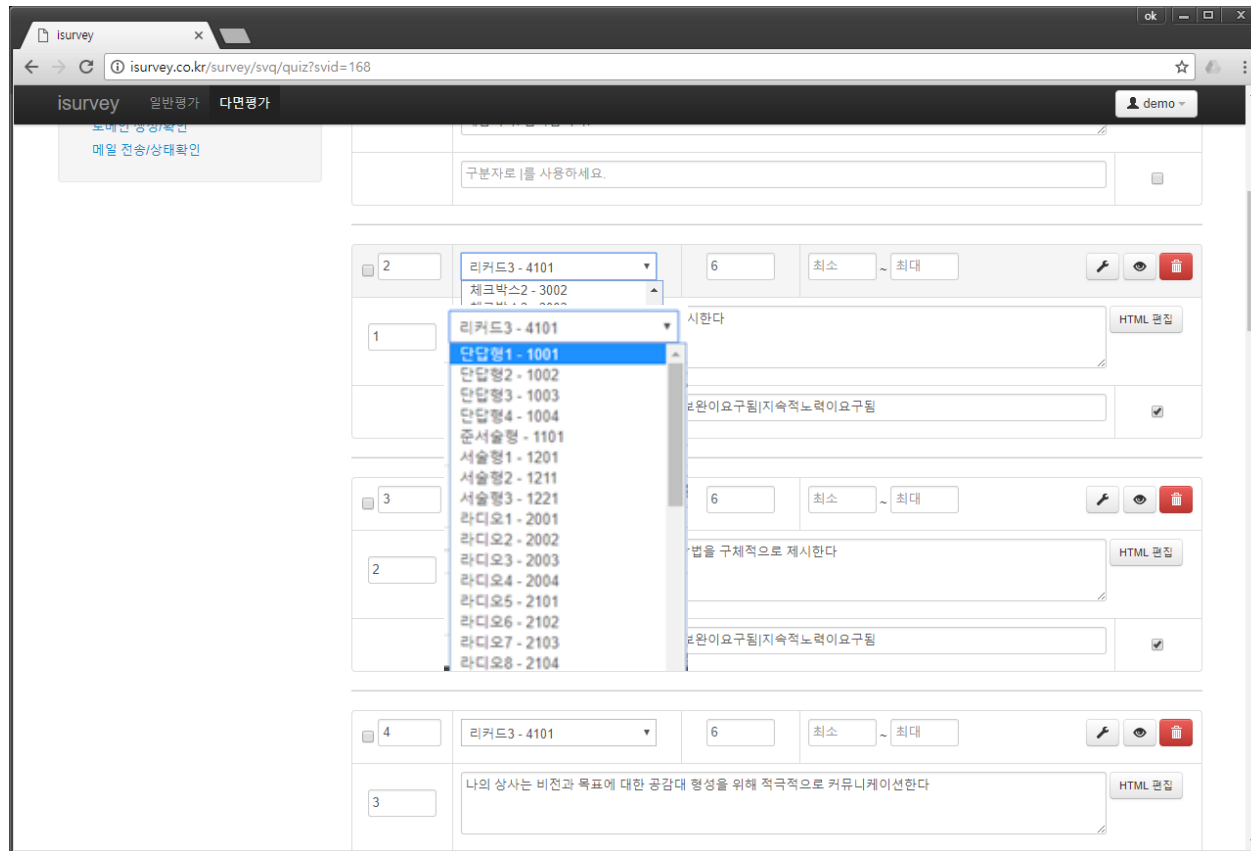 ok
isurvey
isurvey.co.kr/survey/svq/quiz?svid=168
isurvey 일반평가 다면평가 demo
도메인 생성/확인
메일 전송/상태확인
구분자로 |를 사용하세요.
2 리커드3 - 4101 6 최소 ~ 최대
체크박스2 - 3002
1 시한다 HTML 편집
리커드3 - 4101
단답형1 - 1001
단답형2 - 1002
단답형3 - 1003
단답형4 - 1004
보완이요구됨|지속적노력이요구됨
준서술형 - 1101
서술형1 - 1201
서술형2 - 1211
서술형3 - 1221
3 6 최소 ~ 최대
라디오1 - 2001
라디오2 - 2002
라디오3 - 2003
2 법을 구체적으로 제시한다 HTML 편집
라디오4 - 2004
라디오5 - 2101
라디오6 - 2102
라디오7 - 2103
보완이요구됨|지속적노력이요구됨
라디오8 - 2104
4 리커드3 - 4101 6 최소 ~ 최대
3 나의 상사는 비전과 목표에 대한 공감대 형성을 위해 적극적으로 커뮤니케이션한다 HTML 편집